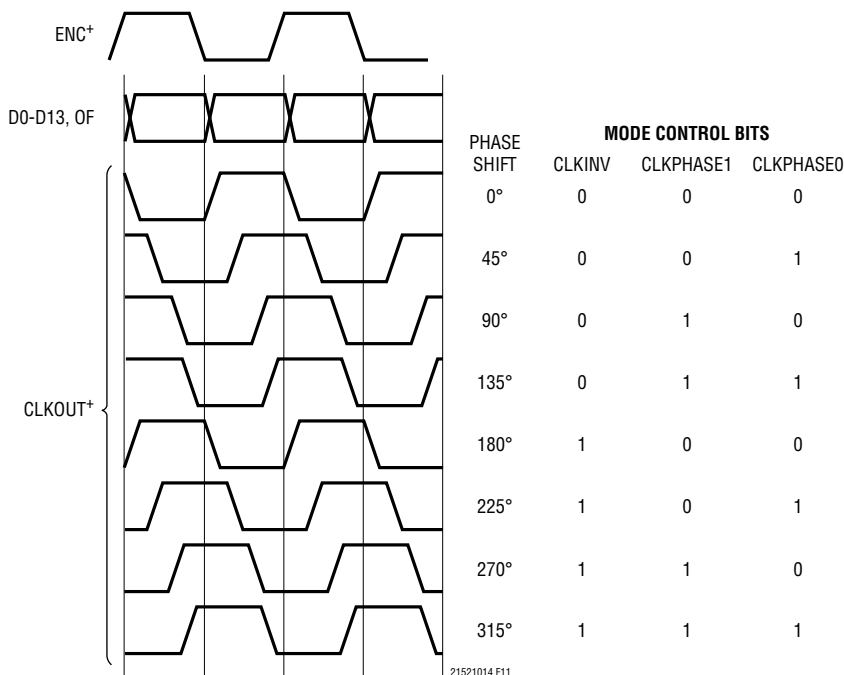 ENC+
D0-D13, OF
CLKOUT+
PHASE SHIFT
MODE CONTROL BITS
CLKINV CLKPHASE1 CLKPHASE0
0° 0 0 0
45° 0 0 1
90° 0 1 0
135° 0 1 1
180° 1 0 0
225° 1 0 1
270° 1 1 0
315° 1 1 1
21521014 F11